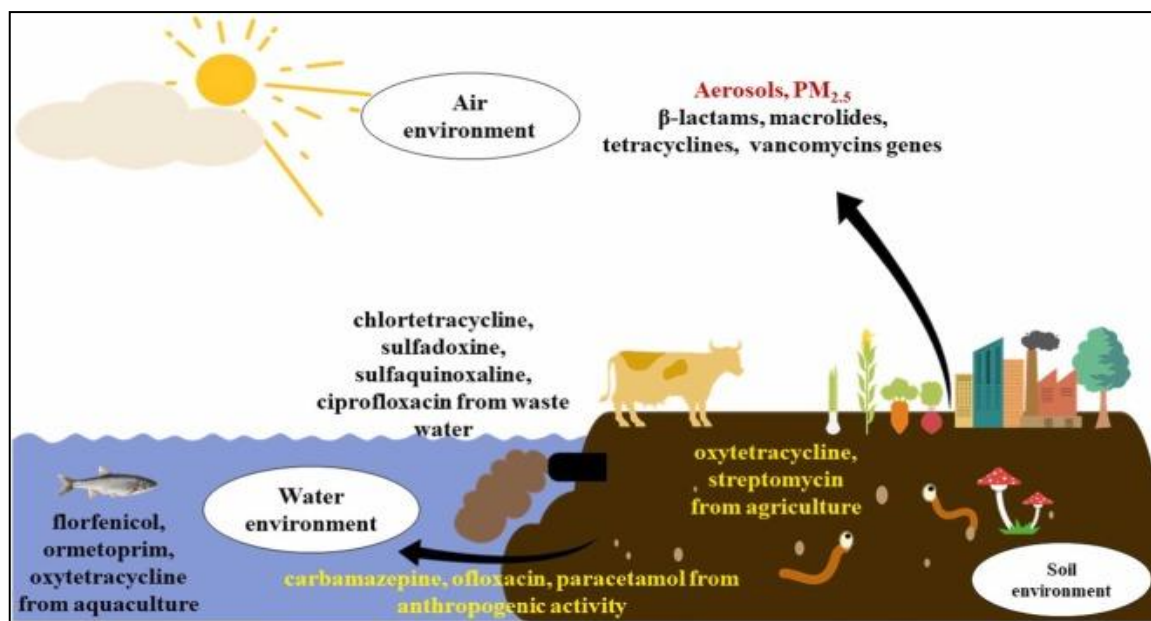 Air
environment
Aerosols, PM2.5
β-lactams, macrolides,
tetracyclines, vancomycins genes
chlortetracycline,
sulfadoxine,
sulfaquinoxaline,
ciprofloxacin from waste
water
oxytetracycline,
streptomycin
from agriculture
Water
environment
florfenicol,
ormetoprim,
oxytetracycline
from aquaculture
carbamazepine, ofloxacin, paracetamol from
anthropogenic activity
Soil
environment